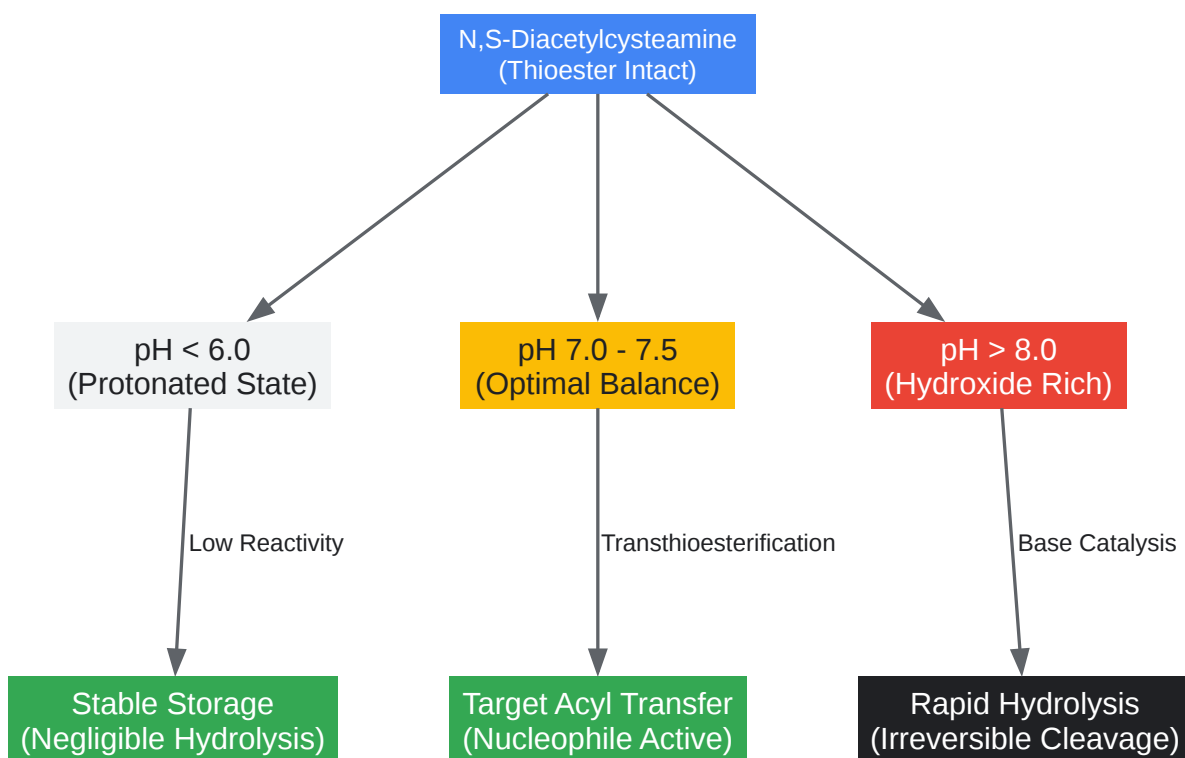 N,S-Diacetylcysteamine
(Thioester Intact)
pH < 6.0
(Protonated State)
pH 7.0 - 7.5
(Optimal Balance)
pH > 8.0
(Hydroxide Rich)
Low Reactivity
Transthioesterification
Base Catalysis
Stable Storage
(Negligible Hydrolysis)
Target Acyl Transfer
(Nucleophile Active)
Rapid Hydrolysis
(Irreversible Cleavage)